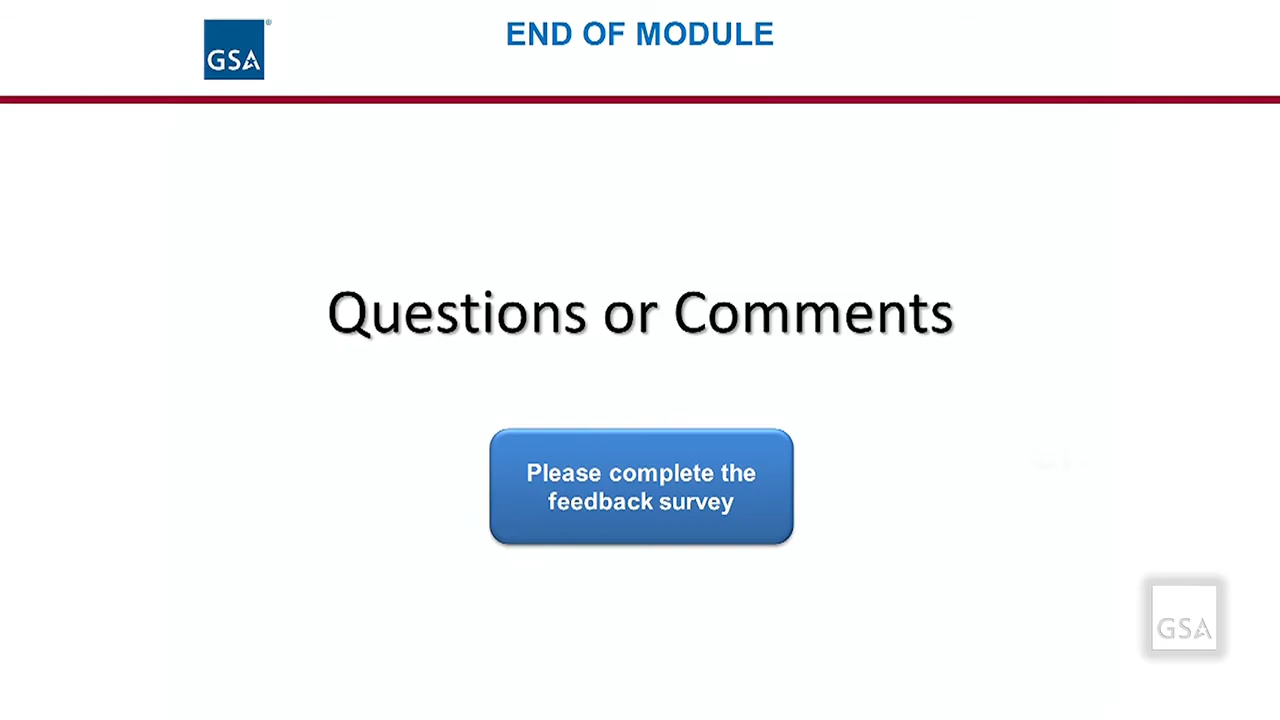 GSA®
END OF MODULE
Questions or Comments
Please complete the
feedback survey
GSA